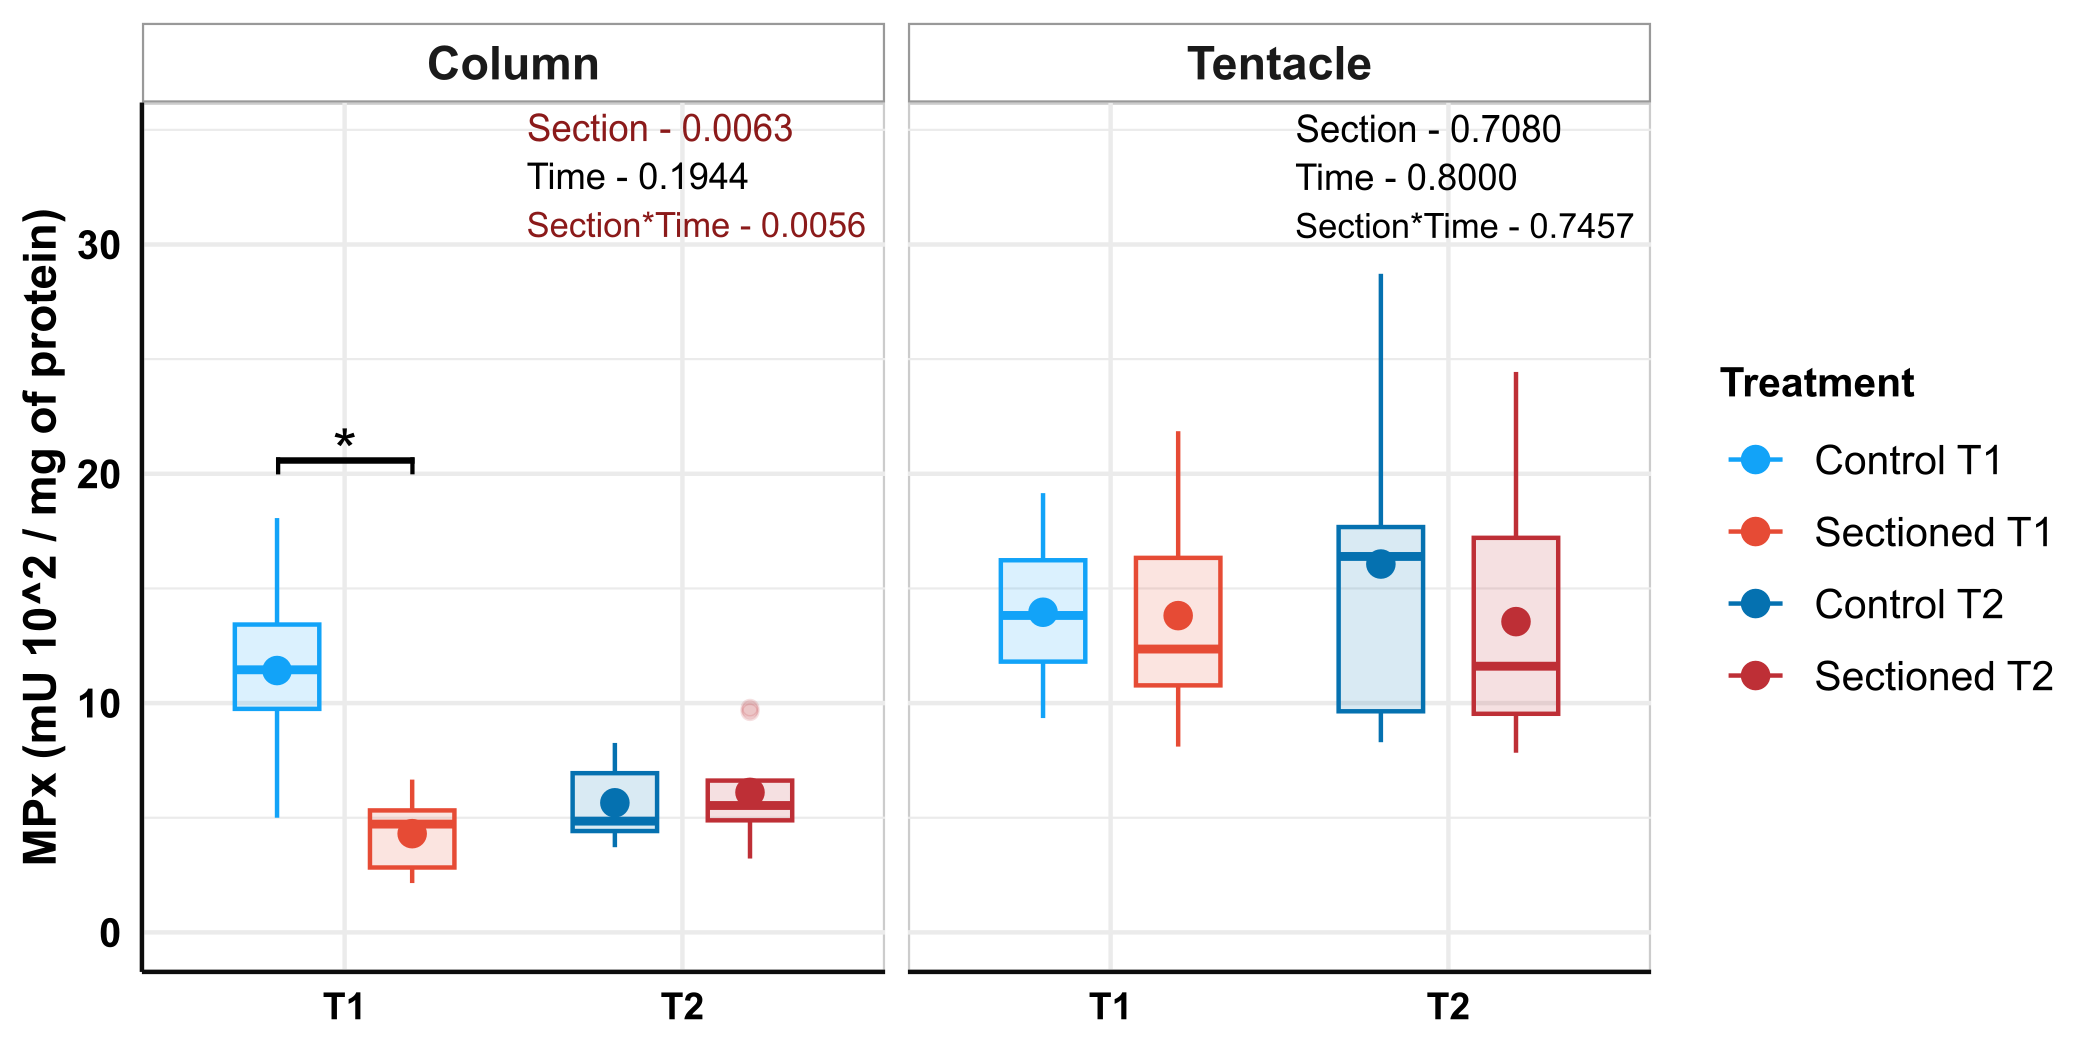 Column
Tentacle
Section - 0.0063
Time - 0.1944
Section*Time - 0.0056
Section - 0.7080
Time - 0.8000
Section*Time - 0.7457
MPx (mU 10^2 / mg of protein)
30
20
10
0
*
T1
T2
T1
T2
Treatment
Control T1
Sectioned T1
Control T2
Sectioned T2